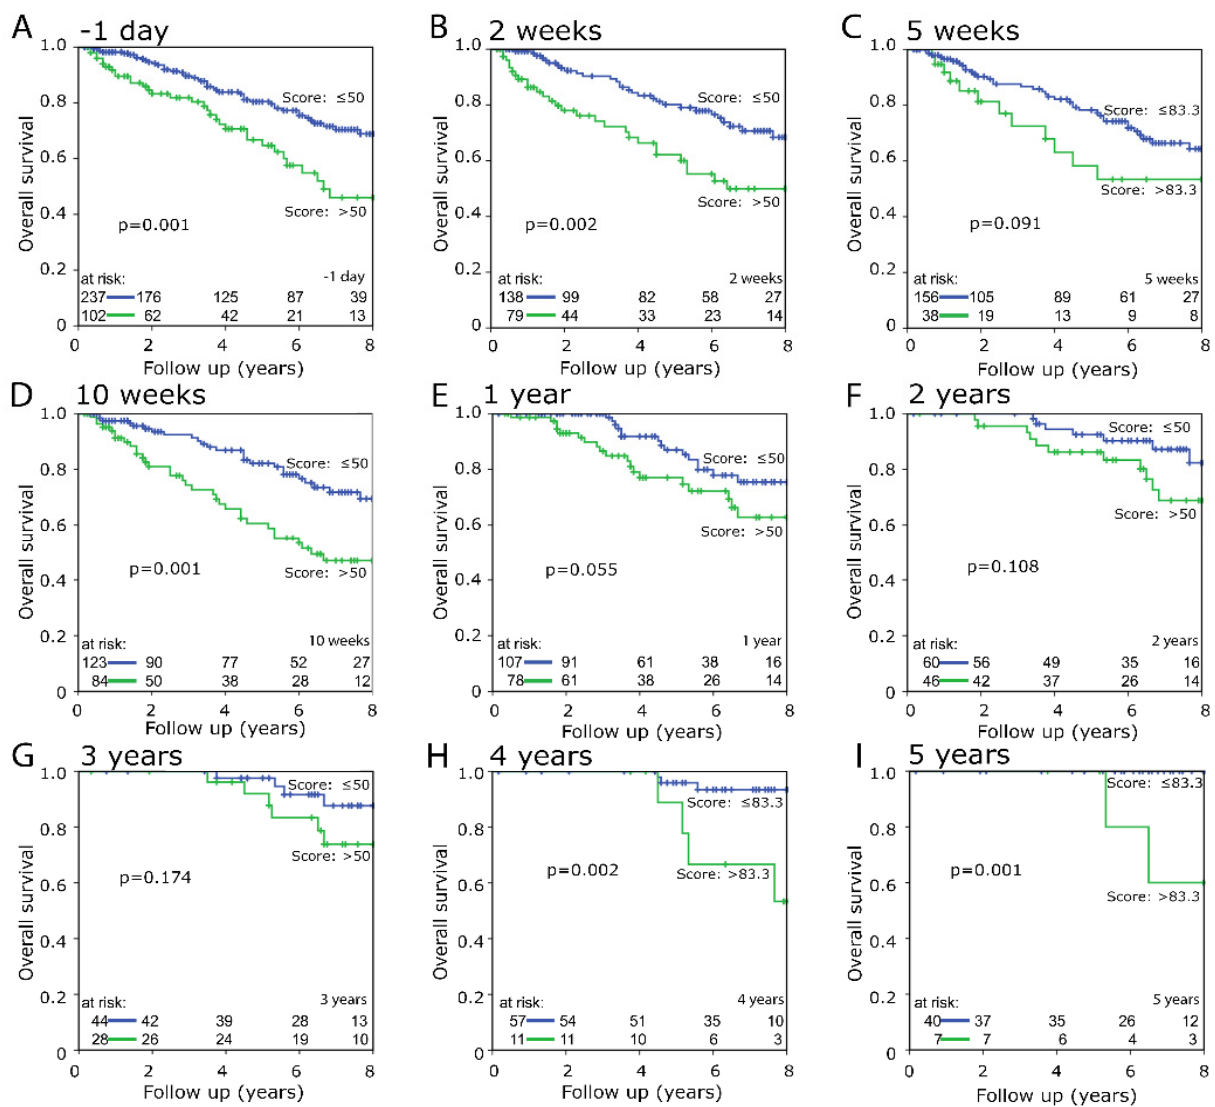 A -1 day
1.0
0.8
0.6
0.4
0.2
0
Overall survival
Score: ≤50
Score: >50
p=0.001
at risk:
-1 day
237 176 125 87 39
102 62 42 21 13
2 4 6 8
Follow up (years)
B 2 weeks
1.0
0.8
0.6
0.4
0.2
0
Overall survival
Score: ≤50
Score: >50
p=0.002
at risk:
2 weeks
138 99 82 58 27
79 44 33 23 14
0 2 4 6 8
Follow up (years)
C 5 weeks
1.0
0.8
0.6
0.4
0.2
0
Overall survival
Score: ≤83.3
Score: >83.3
p=0.091
at risk:
5 weeks
156 105 89 61 27
38 19 13 9 8
0 2 4 6 8
Follow up (years)
D 10 weeks
1.0
0.8
0.6
0.4
0.2
0
Overall survival
Score: ≤50
Score: >50
p=0.001
at risk:
10 weeks
123 90 77 52 27
84 50 38 28 12
0 2 4 6 8
Follow up (years)
E 1 year
1.0
0.8
0.6
0.4
0.2
0
Overall survival
Score: ≤50
Score: >50
p=0.055
at risk:
1 year
107 91 61 38 16
78 61 38 26 14
0 2 4 6 8
Follow up (years)
F 2 years
1.0
0.8
0.6
0.4
0.2
0
Overall survival
Score: ≤50
Score: >50
p=0.108
at risk:
2 years
60 56 49 35 16
46 42 37 26 14
0 2 4 6 8
Follow up (years)
G 3 years
1.0
0.8
0.6
0.4
0.2
0
Overall survival
Score: ≤50
Score: >50
p=0.174
at risk:
3 years
44 42 39 28 13
28 26 24 19 10
0 2 4 6 8
Follow up (years)
H 4 years
1.0
0.8
0.6
0.4
0.2
0
Overall survival
Score: ≤83.3
Score: >83.3
p=0.002
at risk:
4 years
57 54 51 35 10
11 11 10 6 3
0 2 4 6 8
Follow up (years)
I 5 years
1.0
0.8
0.6
0.4
0.2
0
Overall survival
Score: ≤83.3
Score: >83.3
p=0.001
at risk:
5 years
40 37 35 26 12
7 7 6 4 3
0 2 4 6 8
Follow up (years)